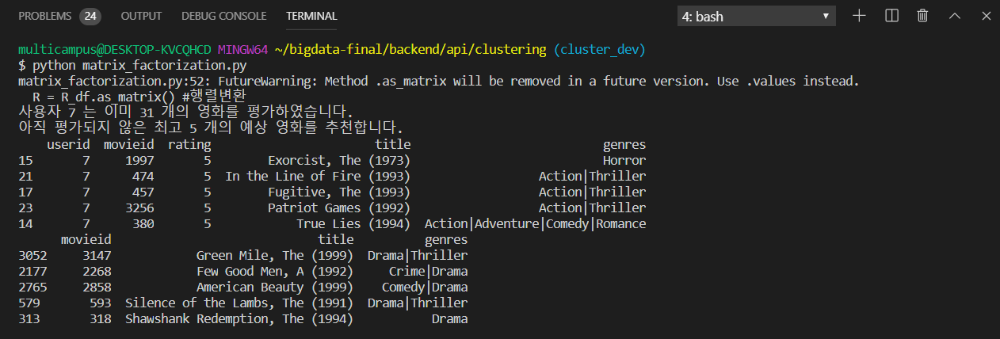 PROBLEMS 24 OUTPUT DEBUG CONSOLE TERMINAL 4: bash
multicampus@DESKTOP-KVCQHCD MINGW64 ~/bigdata-final/backend/api/clustering (cluster_dev)
$ python matrix_factorization.py
matrix_factorization.py:52: FutureWarning: Method .as_matrix will be removed in a future version. Use .values instead.
  R = R_df.as_matrix() #행렬변환
사용자 7 는 이미 31 개의 영화를 평가하였습니다.
아직 평가되지 않은 최고 5 개의 예상 영화를 추천합니다.
    userid  movieid  rating                        title                               genres
15       7     1997       5         Exorcist, The (1973)                               Horror
21       7      474       5  In the Line of Fire (1993)                      Action|Thriller
17       7      457       5         Fugitive, The (1993)                      Action|Thriller
23       7     3256       5         Patriot Games (1992)                      Action|Thriller
14       7      380       5             True Lies (1994)  Action|Adventure|Comedy|Romance
      movieid                             title          genres
3052     3147            Green Mile, The (1999)  Drama|Thriller
2177     2268             Few Good Men, A (1992)     Crime|Drama
2765     2858            American Beauty (1999)    Comedy|Drama
579       593  Silence of the Lambs, The (1991)  Drama|Thriller
313       318  Shawshank Redemption, The (1994)           Drama